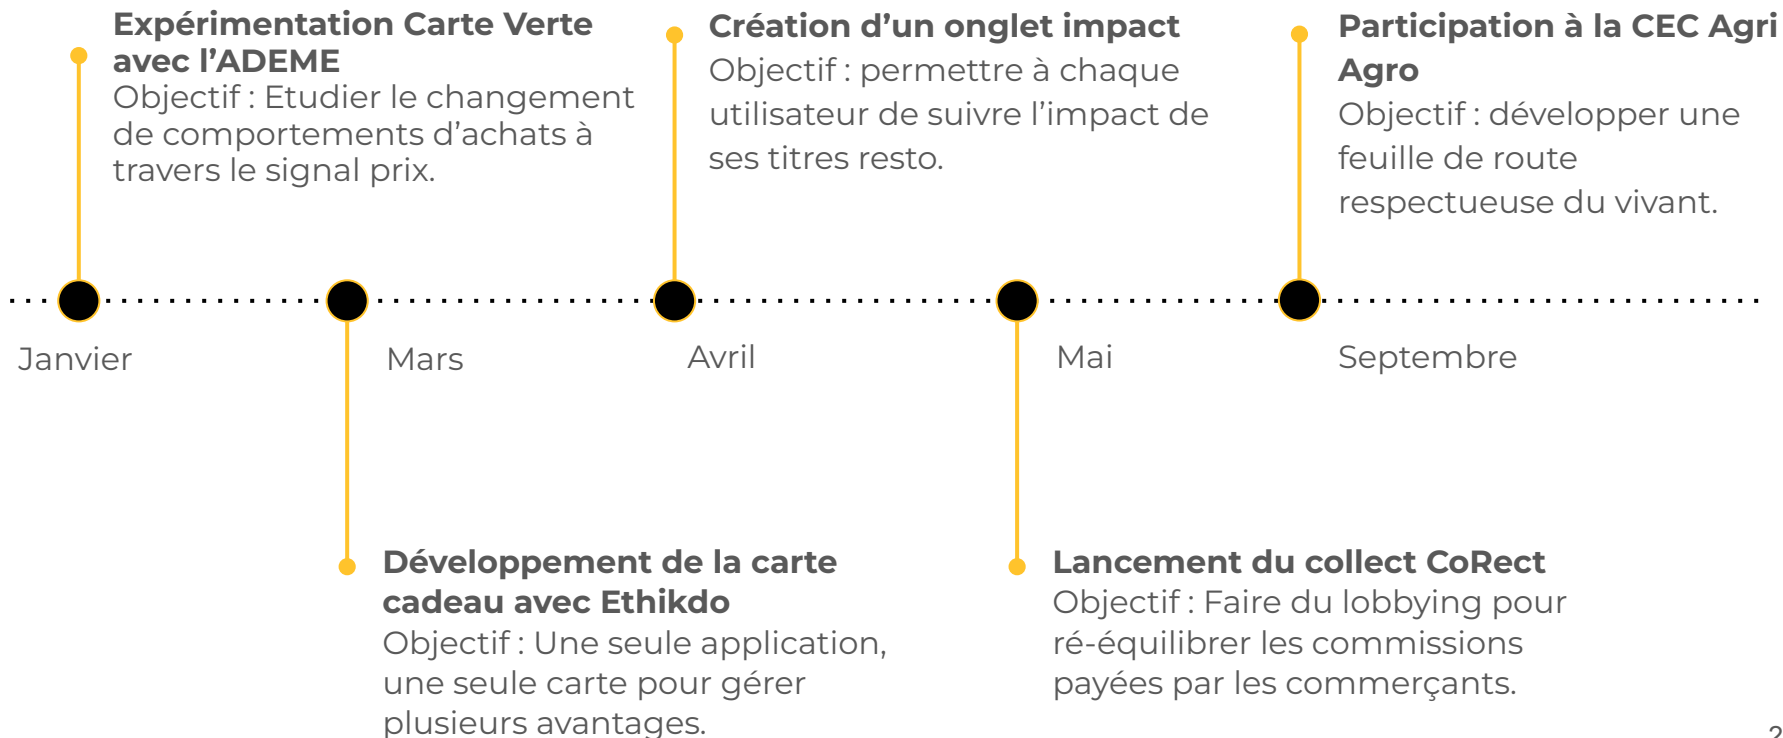 Expérimentation Carte Verte
avec l’ADEME
Objectif : Etudier le changement
de comportements d’achats à
travers le signal prix.
Création d’un onglet impact
Objectif : permettre à chaque
utilisateur de suivre l’impact de
ses titres resto.
Participation à la CEC Agri
Agro
Objectif : développer une
feuille de route
respectueuse du vivant.
Janvier
Mars
Avril
Mai
Septembre
Développement de la carte
cadeau avec Ethikdo
Objectif : Une seule application,
une seule carte pour gérer
plusieurs avantages.
Lancement du collect CoRect
Objectif : Faire du lobbying pour
ré-équilibrer les commissions
payées par les commerçants.